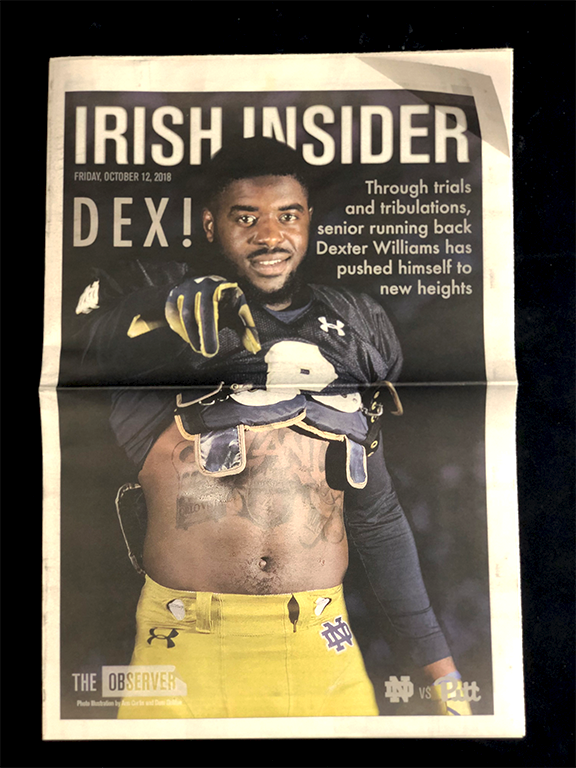 IRISH INSIDER
FRIDAY, OCTOBER 12, 2018
DEX!
Through trials
and tribulations,
senior running back
Dexter Williams has
pushed himself to
new heights
THE OBSERVER
Photo Illustration by
ND VS Pitt